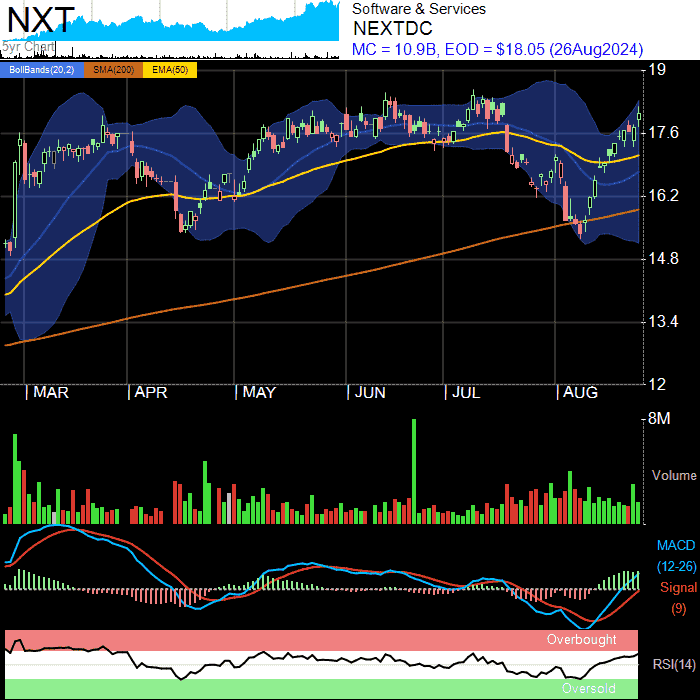 NXT
5yr Chart
Software & Services
NEXTDC
MC = 10.9B, EOD = $18.05 (26Aug2024)
BollBands(20,2) SMA(200) EMA(50)
19
17.6
16.2
14.8
13.4
12
MAR APR MAY JUN JUL AUG
8M
Volume
MACD
(12-26)
Signal
(9)
Overbought
RSI(14)
Oversold